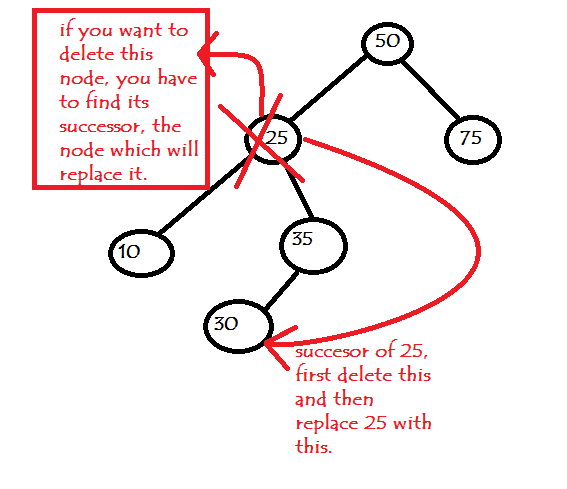 if you want to
delete this
node, you have
to find its
successor, the
node which will
replace it.
50
25
75
10
35
30
succesor of 25,
first delete this
and then
replace 25 with
this.